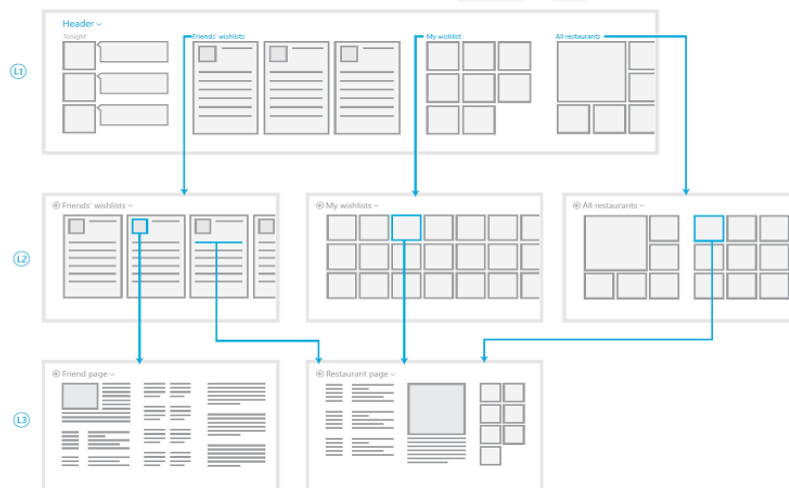 Header
Tonight
Friends' wishlists
My wishlist
All restaurants
L1
Friends' wishlists
My wishlists
All restaurants
L2
Friend page
Restaurant page
L3